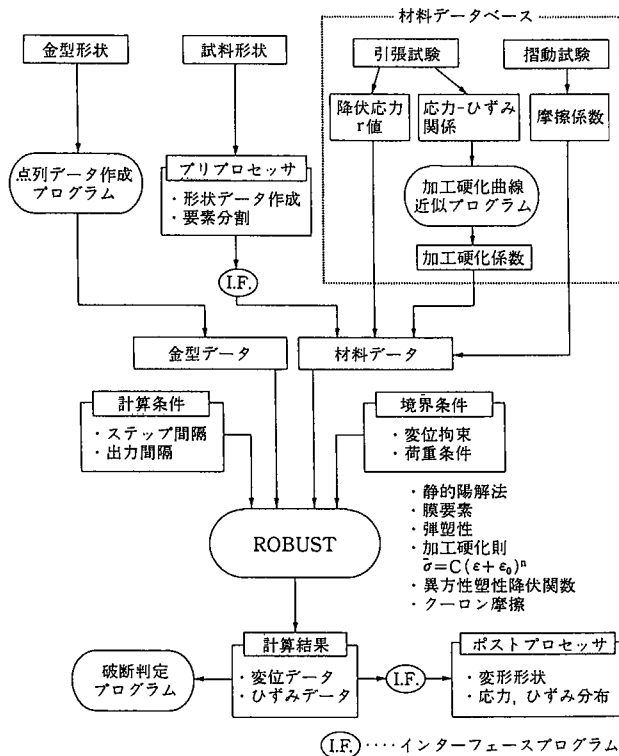 材料データベース
金型形状
試料形状
引張試験
摺動試験
降伏応力
r値
応力-ひずみ
関係
摩擦係数
点列データ作成
プログラム
プリプロセッサ
・形状データ作成
・要素分割
加工硬化曲線
近似プログラム
I.F.
加工硬化係数
金型データ
材料データ
計算条件
・ステップ間隔
・出力間隔
境界条件
・変位拘束
・荷重条件
ROBUST
・静的陽解法
・膜要素
・弾塑性
・加工硬化則
σ̄=C(ε+ε₀)ⁿ
・異方性塑性降伏関数
・クーロン摩擦
破断判定
プログラム
計算結果
・変位データ
・ひずみデータ
I.F.
ポストプロセッサ
・変形形状
・応力, ひずみ分布
I.F.····インターフェースプログラム